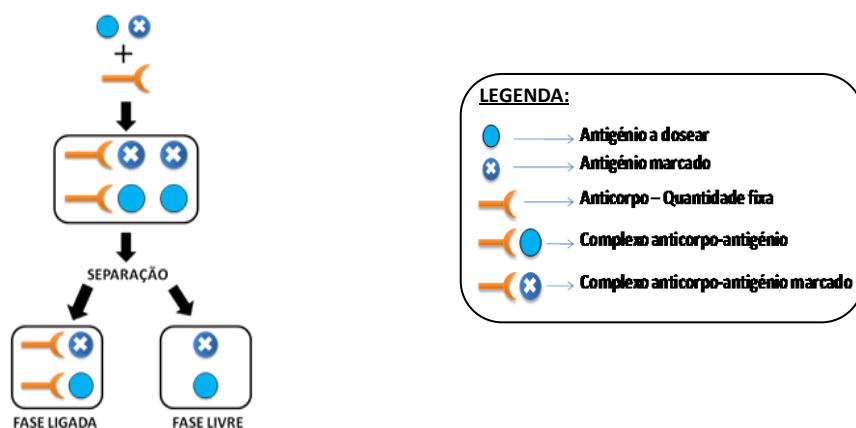 SEPARAÇÃO
FASE LIGADA
FASE LIVRE
LEGENDA:
Antigénio a dosear
Antigénio marcado
Anticorpo – Quantidade fixa
Complexo anticorpo-antigénio
Complexo anticorpo-antigénio marcado